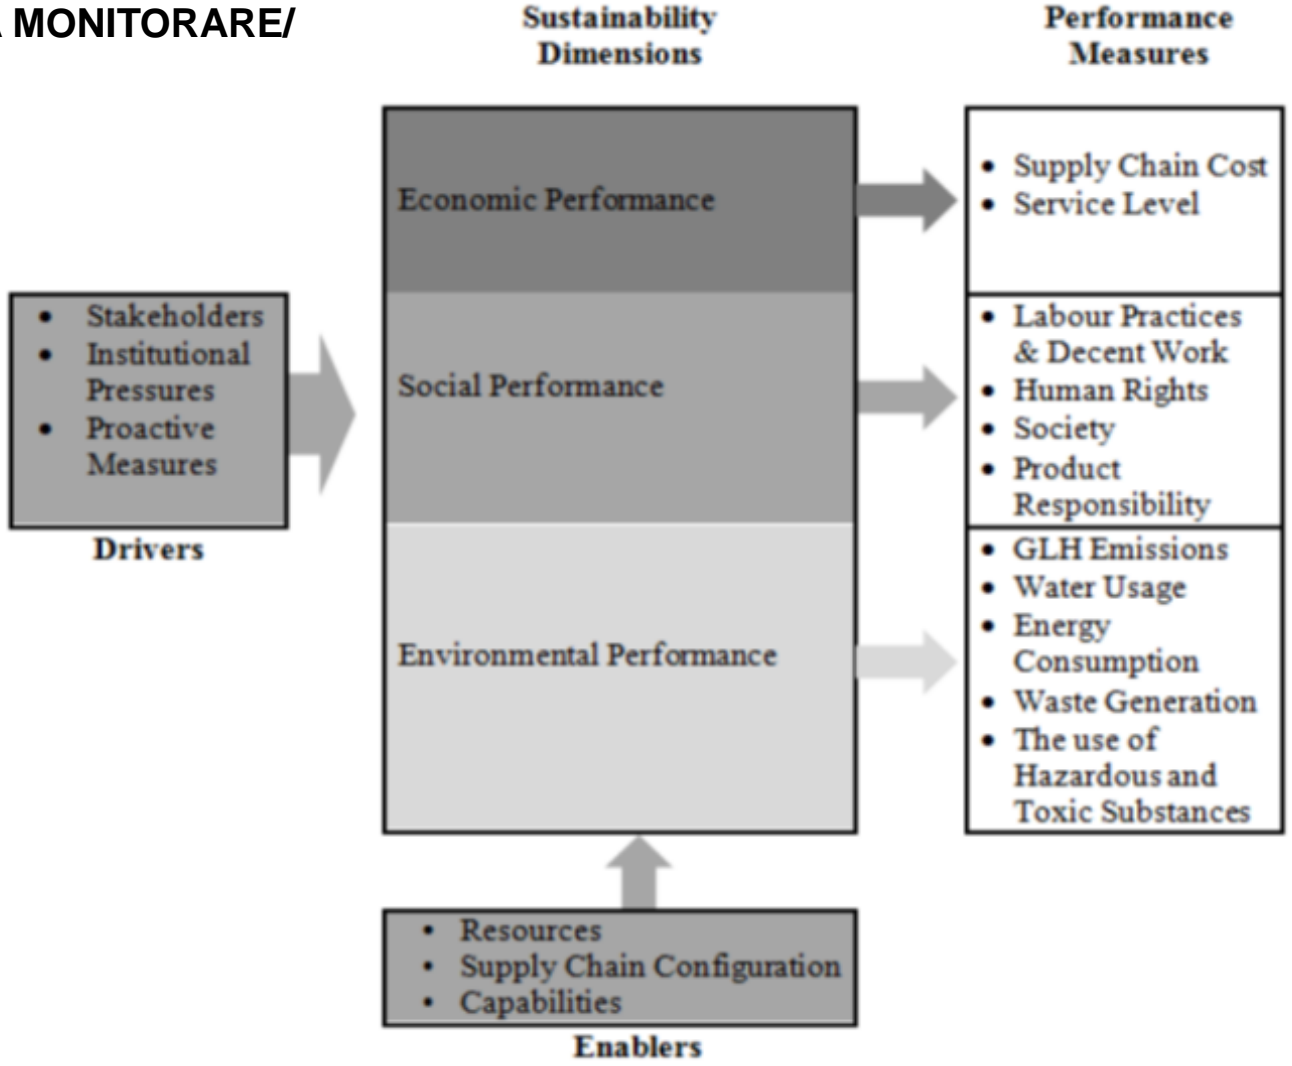 MONITORARE/
Sustainability
Dimensions
Performance
Measures
Economic Performance
• Supply Chain Cost
• Service Level
• Stakeholders
• Institutional
Pressures
• Proactive
Measures
Drivers
Social Performance
• Labour Practices
& Decent Work
• Human Rights
• Society
• Product
Responsibility
Environmental Performance
• GLH Emissions
• Water Usage
• Energy
Consumption
• Waste Generation
• The use of
Hazardous and
Toxic Substances
• Resources
• Supply Chain Configuration
• Capabilities
Enablers